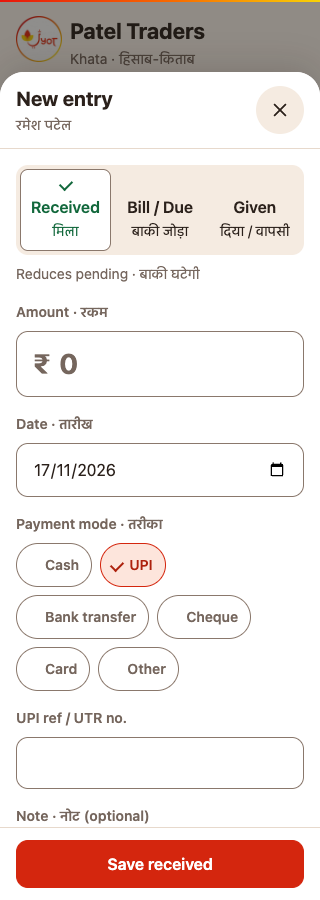 Jyot
Patel Traders
Khata · हिसाब-किताब
New entry
रमेश पटेल
Received
मिला
Bill / Due
बाकी जोड़ा
Given
दिया / वापसी
Reduces pending · बाकी घटेगी
Amount · रकम
₹ 0
Date · तारीख
17/11/2026
Payment mode · तरीका
Cash
UPI
Bank transfer
Cheque
Card
Other
UPI ref / UTR no.
Note · नोट (optional)
Save received